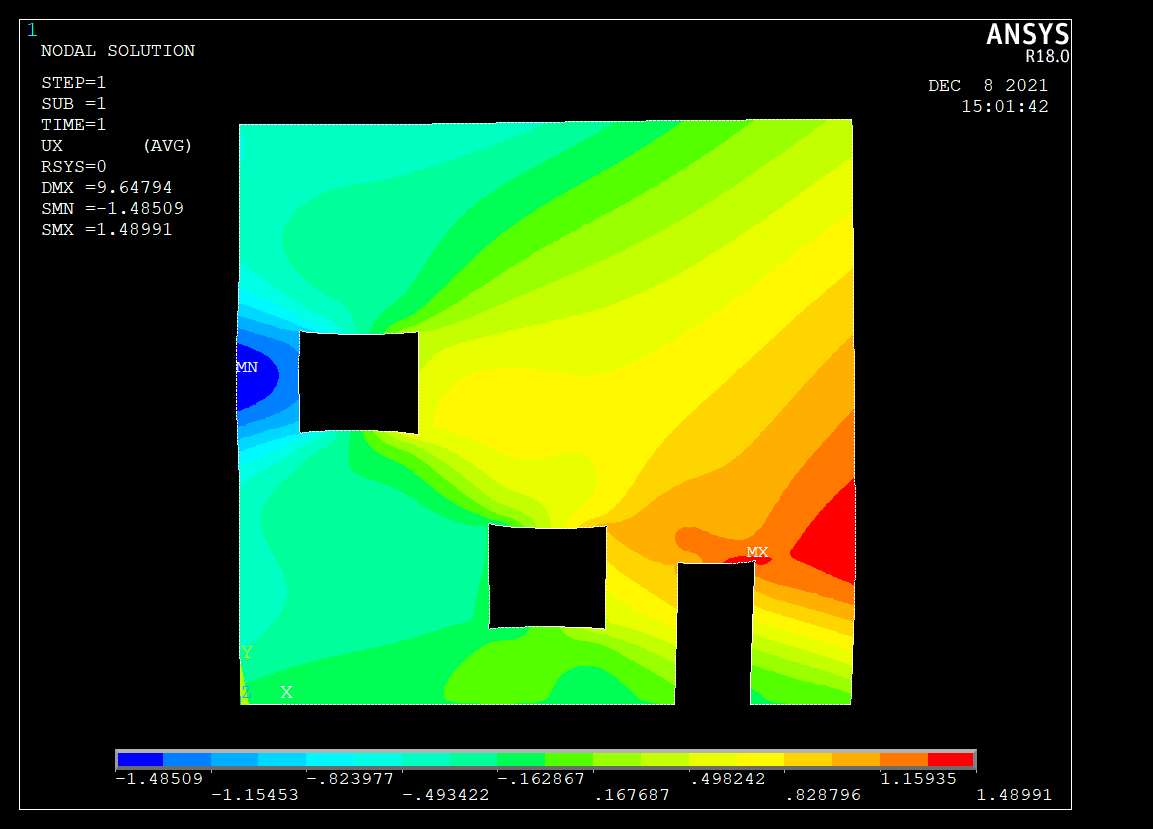 1
ANSYS
R18.0
NODAL SOLUTION
DEC  8 2021
15:01:42
STEP=1
SUB =1
TIME=1
UX       (AVG)
RSYS=0
DMX =9.64794
SMN =-1.48509
SMX =1.48991
MN
MX
Y
Z X
-1.48509 -.823977 -.162867 .498242 1.15935
-1.15453 -.493422 .167687 .828796 1.48991